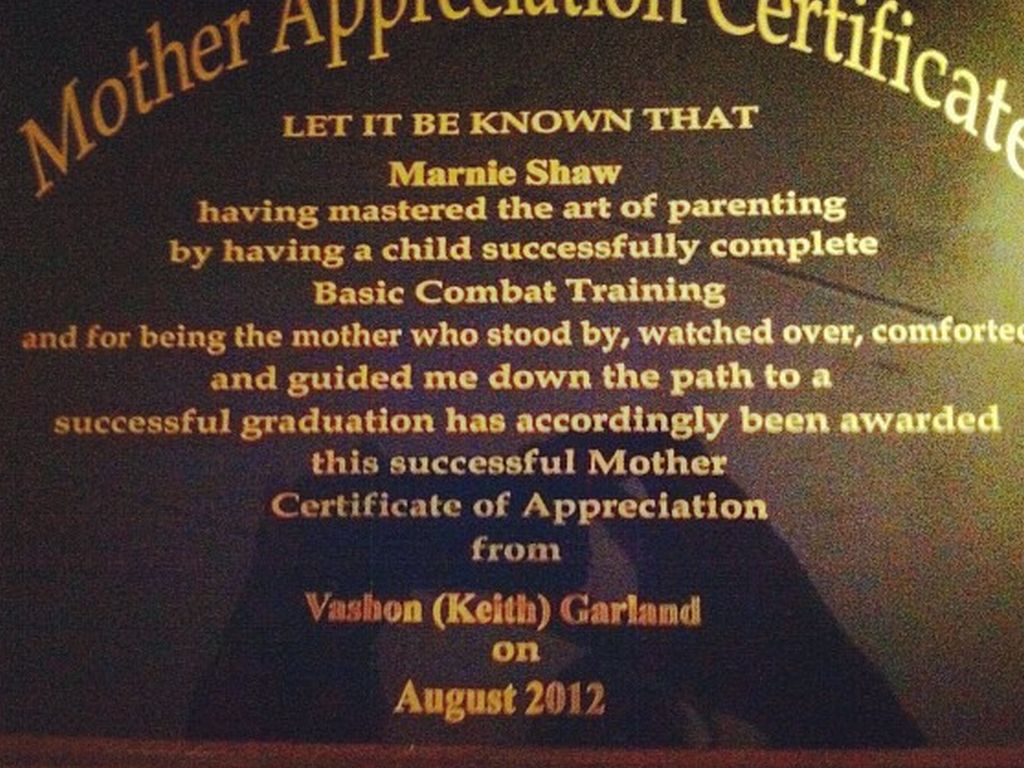 Mother Appreciation Certificate
LET IT BE KNOWN THAT
Marnie Shaw
having mastered the art of parenting
by having a child successfully complete
Basic Combat Training
and for being the mother who stood by, watched over, comforted
and guided me down the path to a
successful graduation has accordingly been awarded
this successful Mother
Certificate of Appreciation
from
Vashon (Keith) Garland
on
August 2012